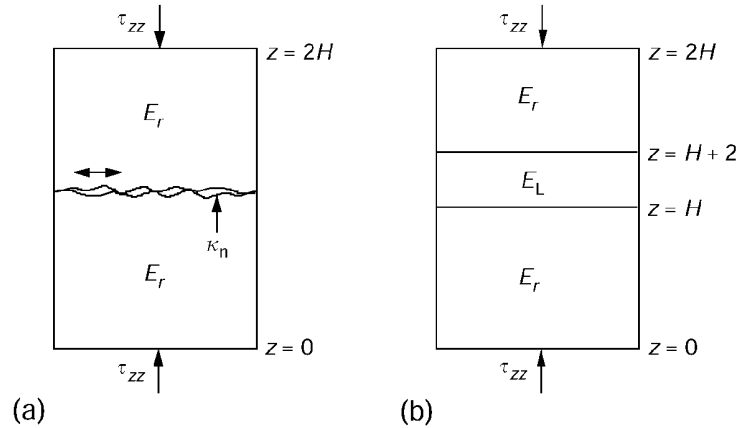 τzz τzz
z = 2H z = 2H
Er Er
z = H + 2
EL
z = H
κn
Er Er
z = 0 z = 0
τzz τzz
(a) (b)